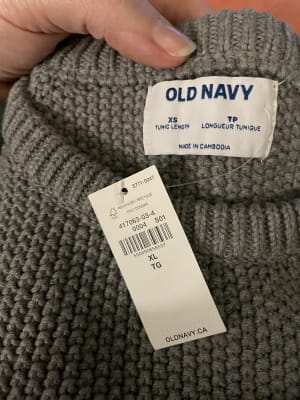 OLD NAVY
XS TP
TUNIC LENGTH LONGUEUR TUNIQUE
MADE IN CAMBODIA
417063-03-4
0004 501
XL
TG
OLDNAVY.CA